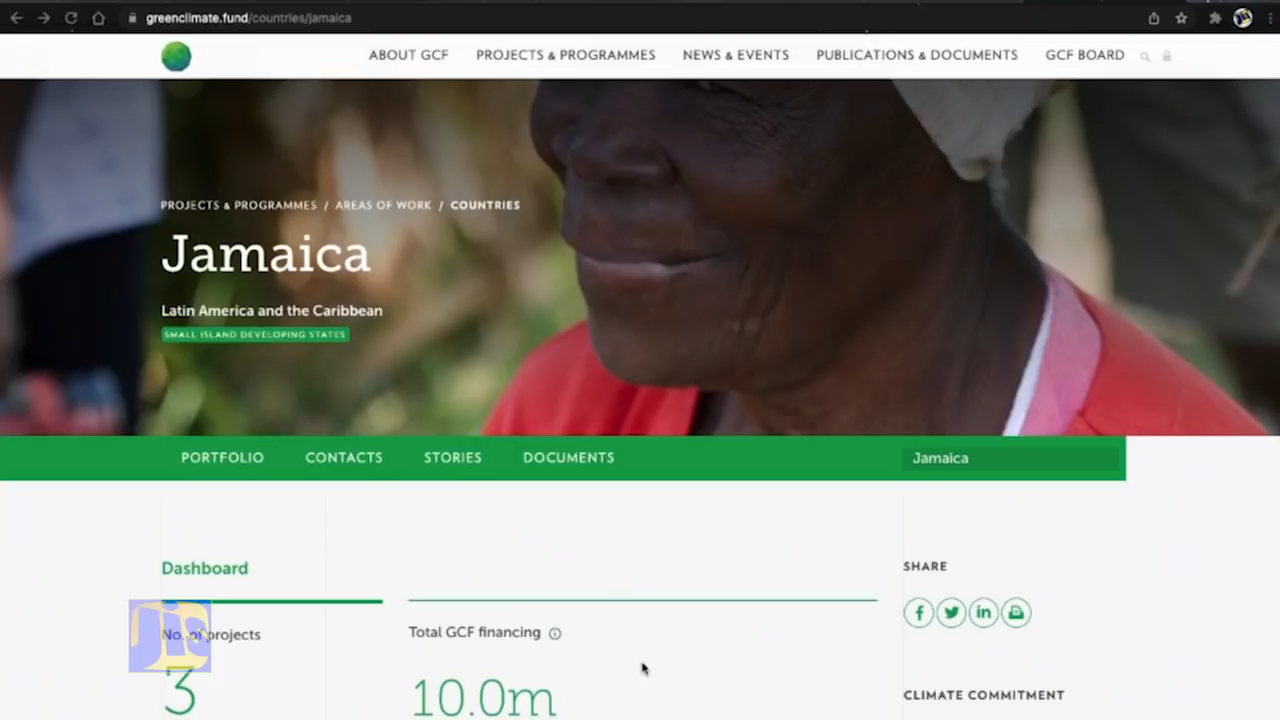 greenclimate.fund/countries/jamaica
ABOUT GCF PROJECTS & PROGRAMMES NEWS & EVENTS PUBLICATIONS & DOCUMENTS GCF BOARD
PROJECTS & PROGRAMMES / AREAS OF WORK / COUNTRIES
Jamaica
Latin America and the Caribbean
SMALL ISLAND DEVELOPING STATES
PORTFOLIO CONTACTS STORIES DOCUMENTS Jamaica
Dashboard
SHARE
No. of projects
Total GCF financing
jis
3
10.0m
CLIMATE COMMITMENT